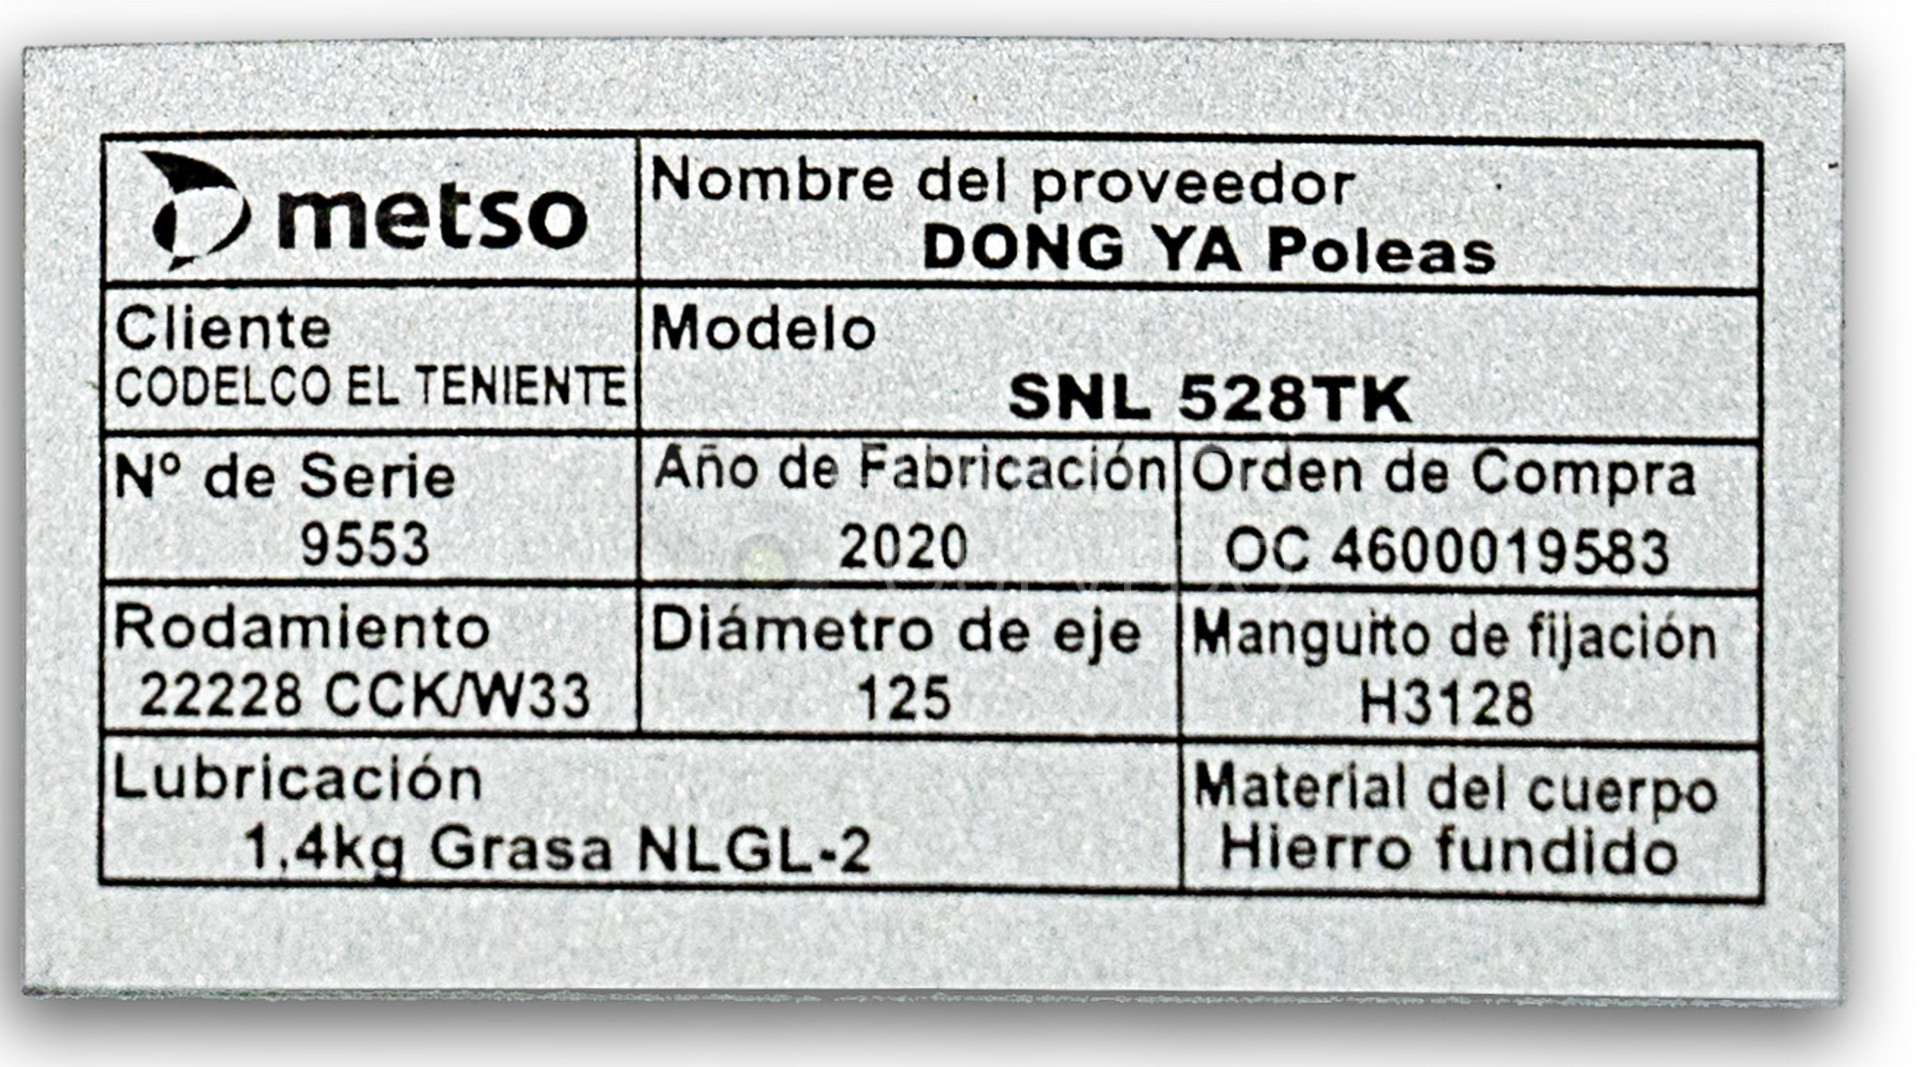 metso
Nombre del proveedor
DONG YA Poleas
Cliente
CODELCO EL TENIENTE
Modelo
SNL 528TK
Nº de Serie
9553
Año de Fabricación
2020
Orden de Compra
OC 4600019583
Rodamiento
22228 CCK/W33
Diámetro de eje
125
Manguito de fijación
H3128
Lubricación
1,4kg Grasa NLGL-2
Material del cuerpo
Hierro fundido